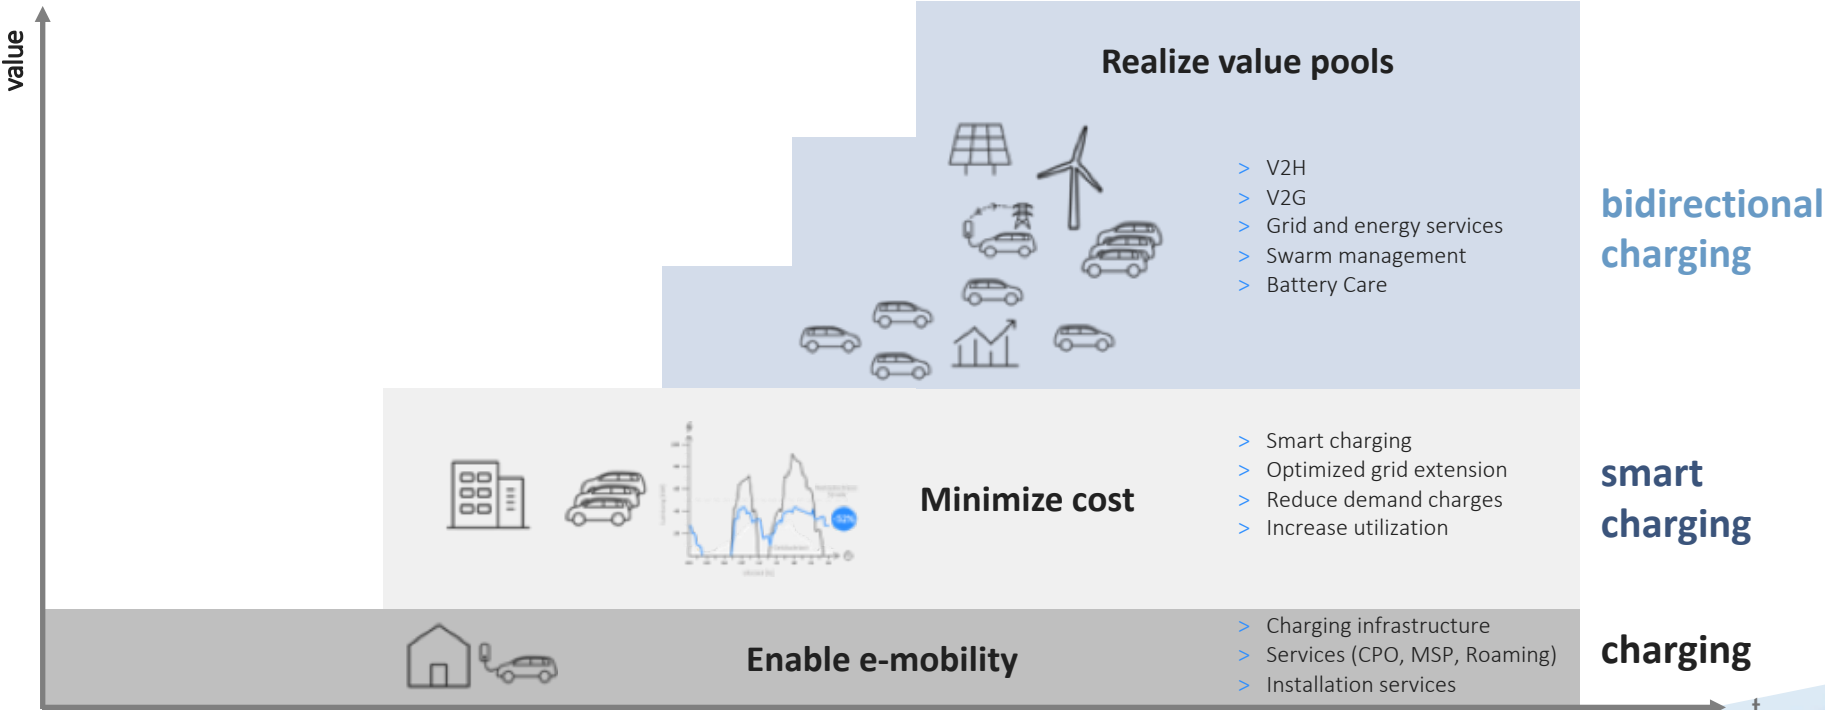 value
Realize value pools
> V2H
> V2G
> Grid and energy services
> Swarm management
> Battery Care
bidirectional
charging
Minimize cost
> Smart charging
> Optimized grid extension
> Reduce demand charges
> Increase utilization
-52%
smart
charging
Enable e-mobility
> Charging infrastructure
> Services (CPO, MSP, Roaming)
> Installation services
charging
t